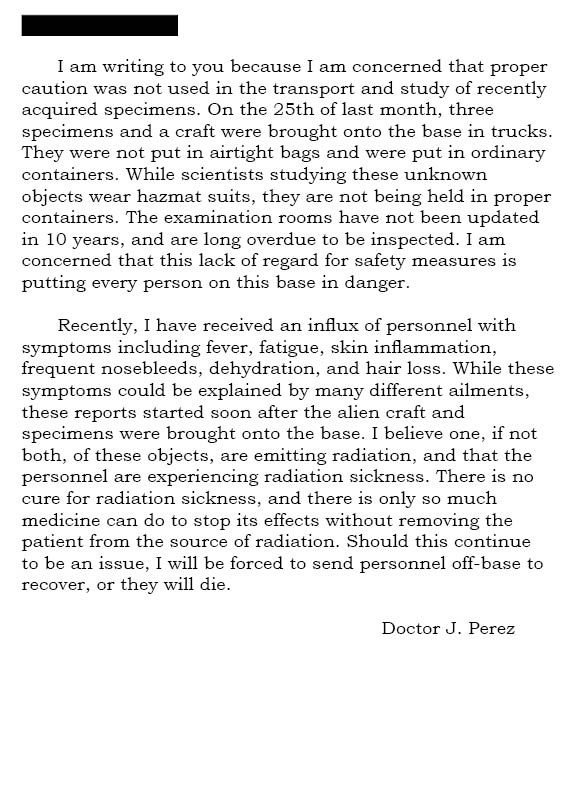 I am writing to you because I am concerned that proper
caution was not used in the transport and study of recently
acquired specimens. On the 25th of last month, three
specimens and a craft were brought onto the base in trucks.
They were not put in airtight bags and were put in ordinary
containers. While scientists studying these unknown
objects wear hazmat suits, they are not being held in proper
containers. The examination rooms have not been updated
in 10 years, and are long overdue to be inspected. I am
concerned that this lack of regard for safety measures is
putting every person on this base in danger.
Recently, I have received an influx of personnel with
symptoms including fever, fatigue, skin inflammation,
frequent nosebleeds, dehydration, and hair loss. While these
symptoms could be explained by many different ailments,
these reports started soon after the alien craft and
specimens were brought onto the base. I believe one, if not
both, of these objects, are emitting radiation, and that the
personnel are experiencing radiation sickness. There is no
cure for radiation sickness, and there is only so much
medicine can do to stop its effects without removing the
patient from the source of radiation. Should this continue
to be an issue, I will be forced to send personnel off-base to
recover, or they will die.
Doctor J. Perez